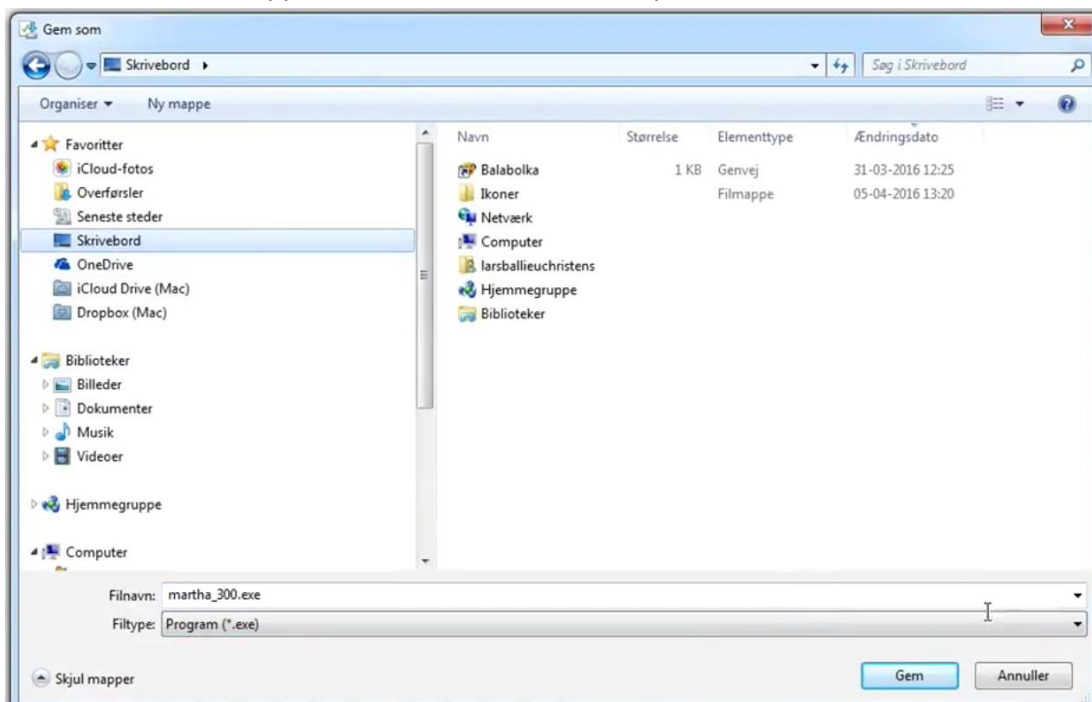 Gem som
Skrivebord
Søg i Skrivebord
Organiser
Ny mappe
Favoritter
iCloud-fotos
Overførsler
Seneste steder
Skrivebord
OneDrive
iCloud Drive (Mac)
Dropbox (Mac)
Biblioteker
Billeder
Dokumenter
Musik
Videoer
Hjemmegruppe
Computer
Navn Størrelse Elementtype Ændringsdato
Balabolka 1 KB Genvej 31-03-2016 12:25
Ikoner Filmappe 05-04-2016 13:20
Netværk
Computer
larsballieuchristens
Hjemmegruppe
Biblioteker
Filnavn: martha_300.exe
Filtype: Program (*.exe)
Skjul mapper
Gem
Annuller